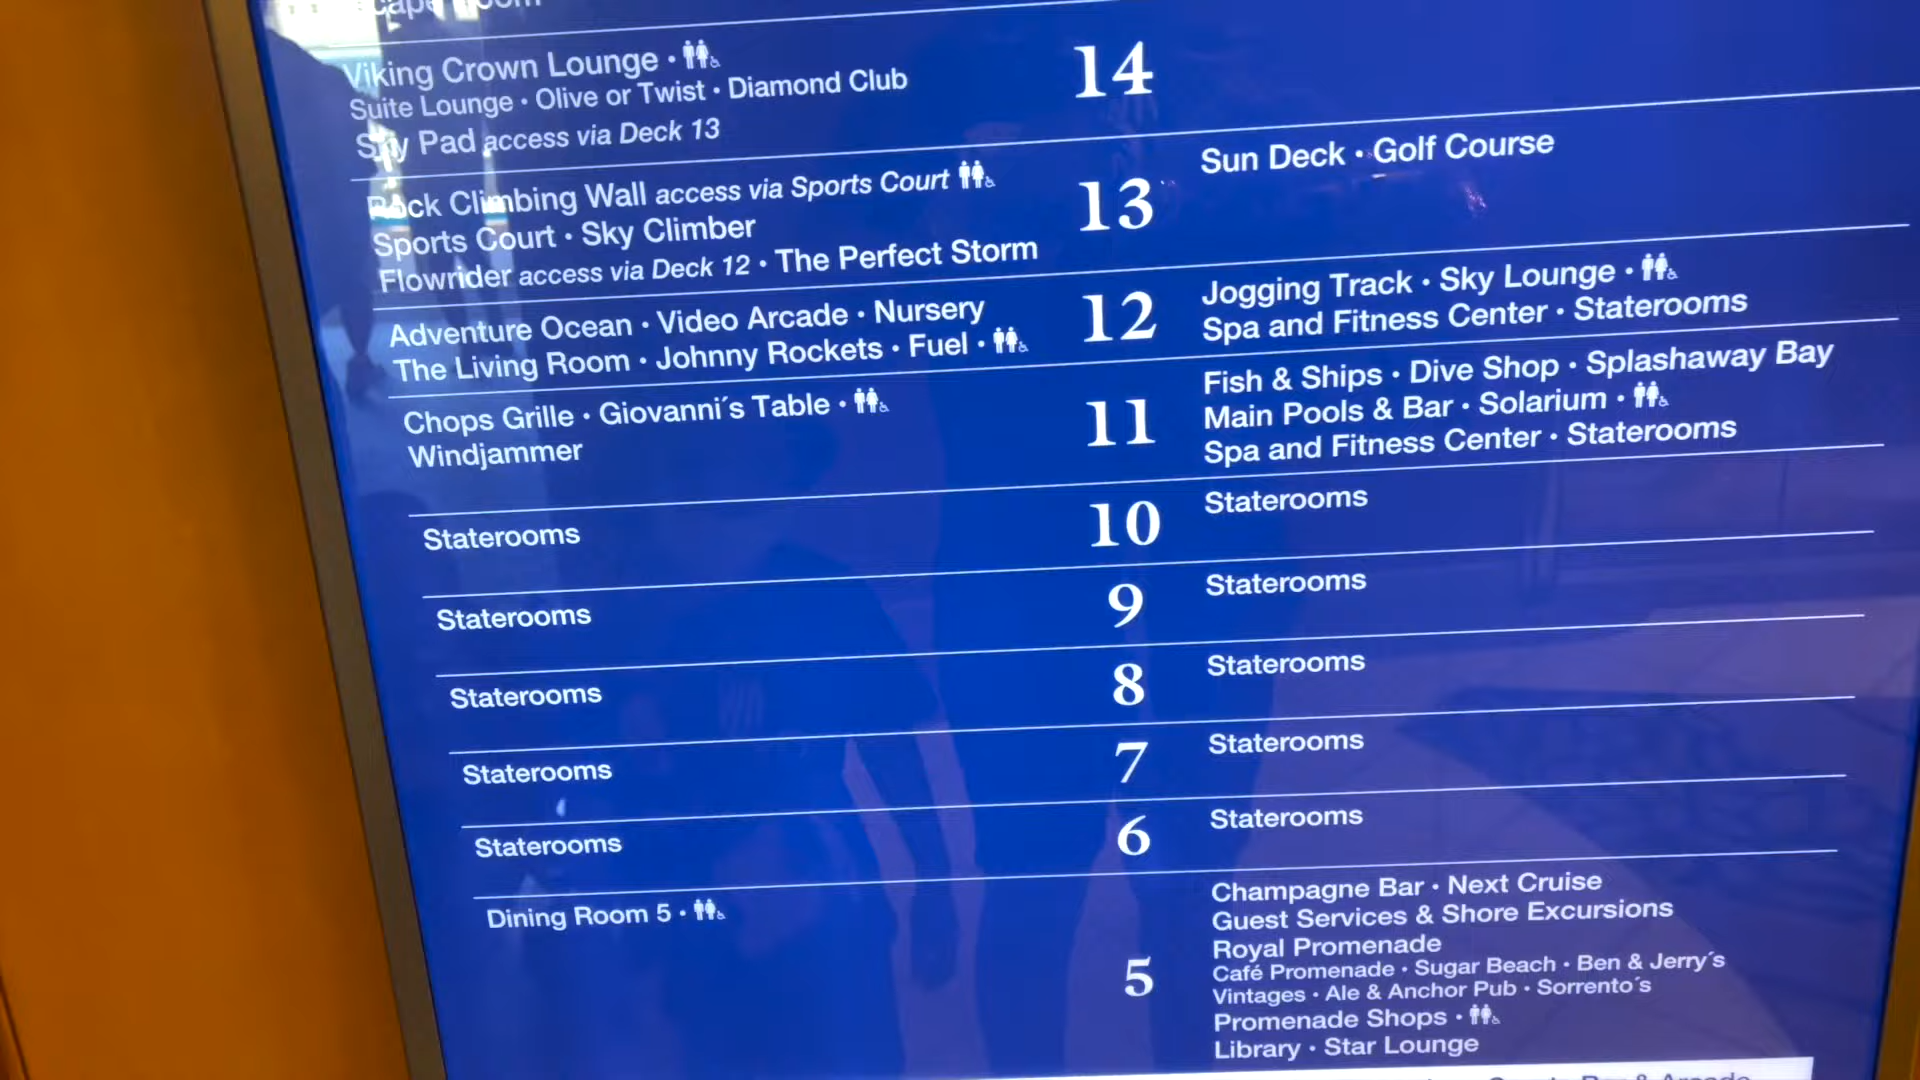 Viking Crown Lounge •
Suite Lounge • Olive or Twist • Diamond Club
Sky Pad access via Deck 13
14
Rock Climbing Wall access via Sports Court
Sports Court • Sky Climber
Flowrider access via Deck 12 • The Perfect Storm
13
Sun Deck • Golf Course
Adventure Ocean • Video Arcade • Nursery
The Living Room • Johnny Rockets • Fuel •
12
Jogging Track • Sky Lounge •
Spa and Fitness Center • Staterooms
Chops Grille • Giovanni´s Table •
Windjammer
11
Fish & Ships • Dive Shop • Splashaway Bay
Main Pools & Bar • Solarium •
Spa and Fitness Center • Staterooms
Staterooms
10
Staterooms
Staterooms
9
Staterooms
Staterooms
8
Staterooms
Staterooms
7
Staterooms
Staterooms
6
Staterooms
Dining Room 5 •
5
Champagne Bar • Next Cruise
Guest Services & Shore Excursions
Royal Promenade
Café Promenade • Sugar Beach • Ben & Jerry´s
Vintages • Ale & Anchor Pub • Sorrento´s
Promenade Shops •
Library • Star Lounge